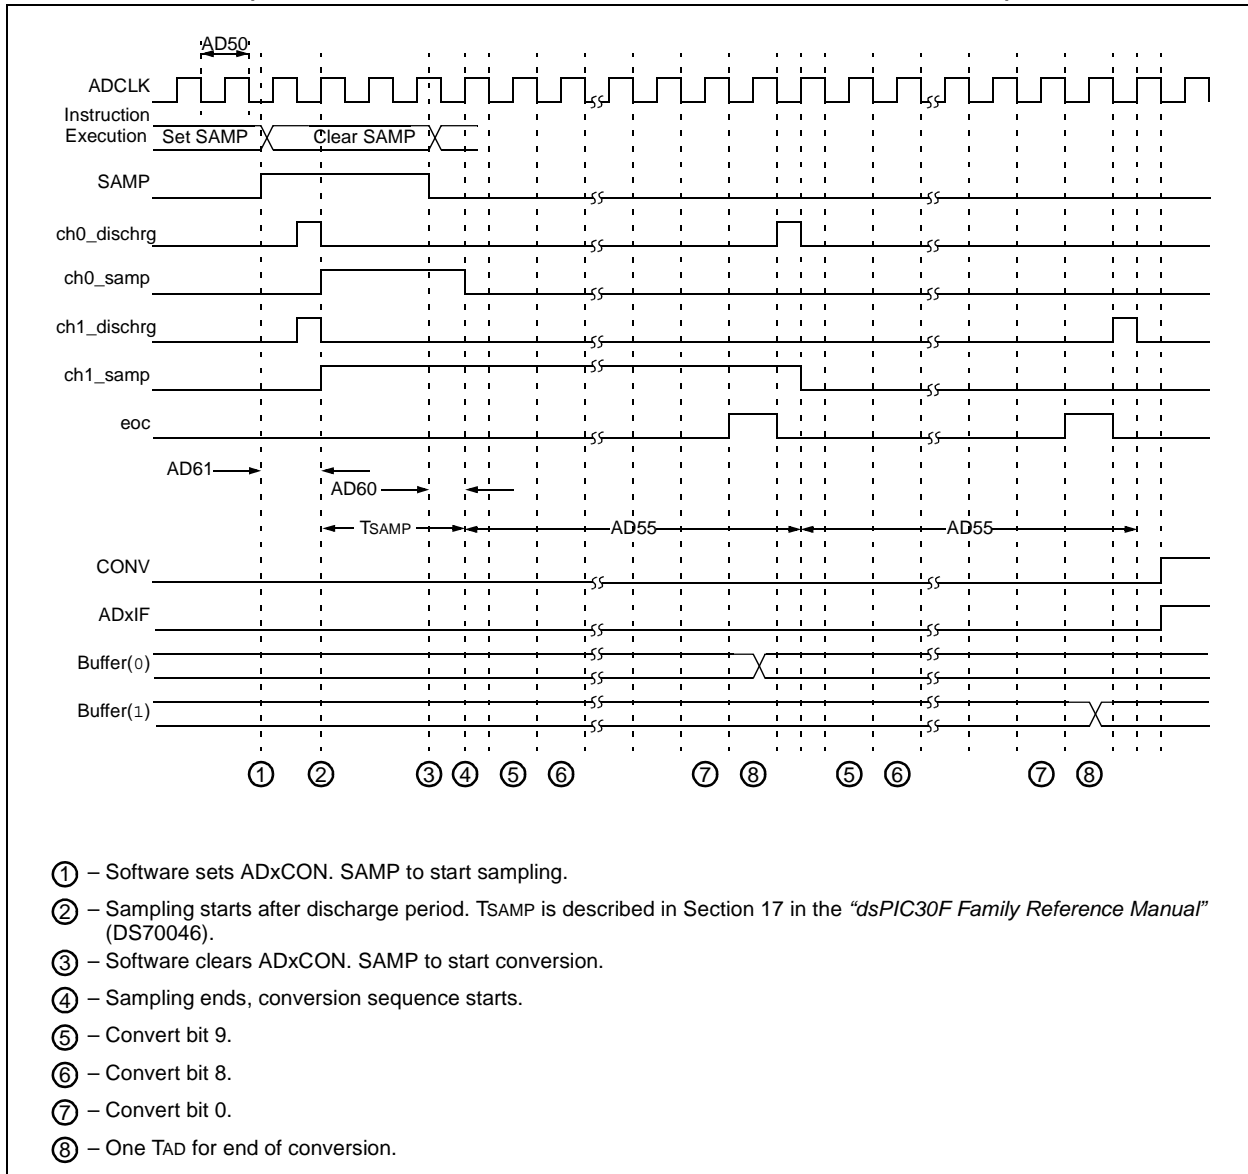 AD50
ADCLK
Instruction
Execution Set SAMP Clear SAMP
SAMP
ch0_dischrg
ch0_samp
ch1_dischrg
ch1_samp
eoc
AD61
AD60
TSAMP AD55 AD55
CONV
ADxIF
Buffer(0)
Buffer(1)
1 2 3 4 5 6 7 8 5 6 7 8
1 – Software sets ADxCON. SAMP to start sampling.
2 – Sampling starts after discharge period. TSAMP is described in Section 17 in the “dsPIC30F Family Reference Manual”
(DS70046).
3 – Software clears ADxCON. SAMP to start conversion.
4 – Sampling ends, conversion sequence starts.
5 – Convert bit 9.
6 – Convert bit 8.
7 – Convert bit 0.
8 – One TAD for end of conversion.